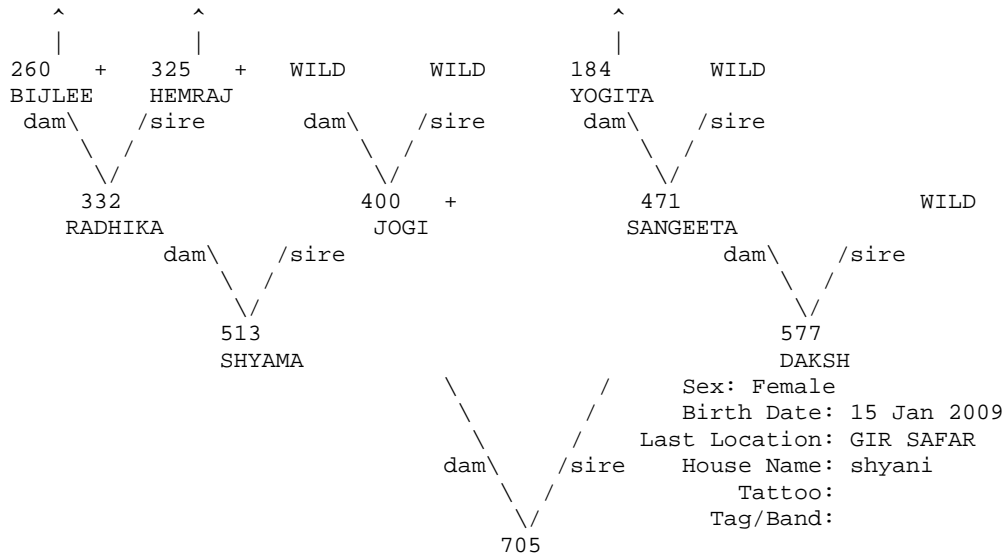 ^ ^ ^
| | |
260 + 325 + WILD WILD 184 WILD
BIJLEE HEMRAJ YOGITA
dam\ /sire dam\ /sire dam\ /sire
\ / \ / \ /
\/ \/ \/
332 400 + 471 WILD
RADHIKA JOGI SANGEETA
dam\ /sire dam\ /sire
\ / \ /
\/ \/
513 577
SHYAMA DAKSH
\ / Sex: Female
\ / Birth Date: 15 Jan 2009
\ / Last Location: GIR SAFAR
dam\ /sire House Name: shyani
\ / Tattoo:
\/ Tag/Band:
705